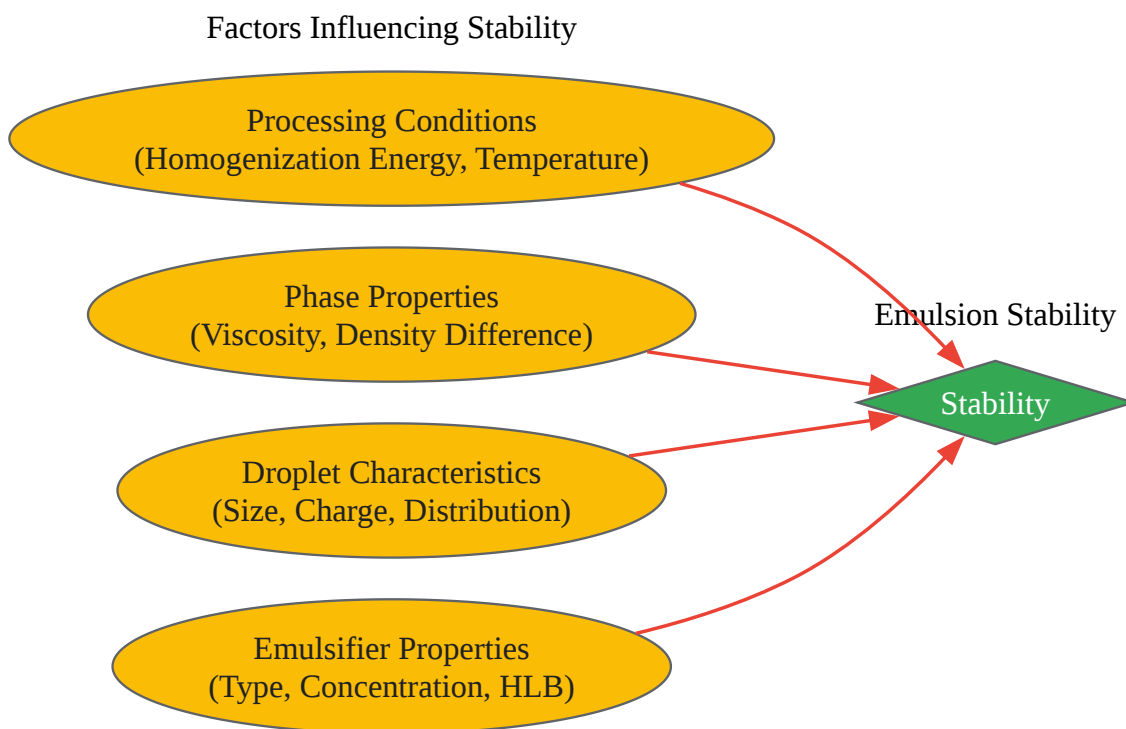 Factors Influencing Stability
Processing Conditions
(Homogenization Energy, Temperature)
Phase Properties
(Viscosity, Density Difference)
Emulsion Stability
Stability
Droplet Characteristics
(Size, Charge, Distribution)
Emulsifier Properties
(Type, Concentration, HLB)